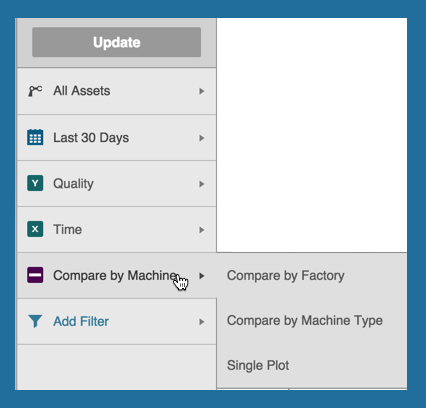 Update
All Assets
Last 30 Days
Y Quality
X Time
Compare by Machine
Compare by Factory
Compare by Machine Type
Add Filter
Single Plot